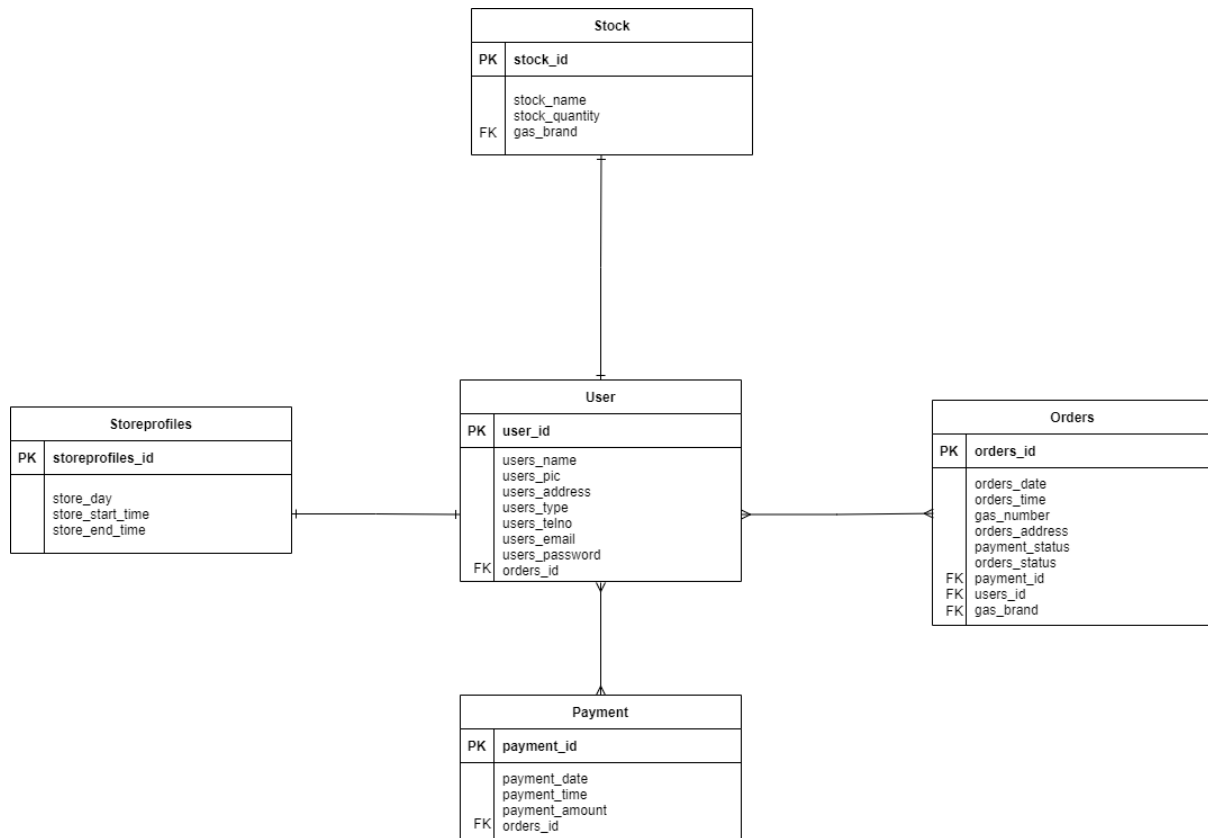 Stock
PK stock_id
stock_name
stock_quantity
FK gas_brand
Storeprofiles
PK storeprofiles_id
store_day
store_start_time
store_end_time
User
PK user_id
users_name
users_pic
users_address
users_type
users_telno
users_email
users_password
FK orders_id
Orders
PK orders_id
orders_date
orders_time
gas_number
orders_address
payment_status
orders_status
FK payment_id
FK users_id
FK gas_brand
Payment
PK payment_id
payment_date
payment_time
payment_amount
FK orders_id